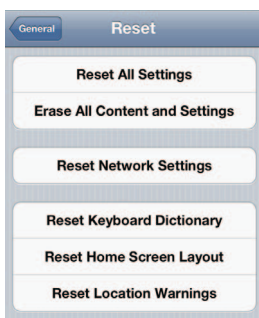 General
Reset
Reset All Settings
Erase All Content and Settings
Reset Network Settings
Reset Keyboard Dictionary
Reset Home Screen Layout
Reset Location Warnings